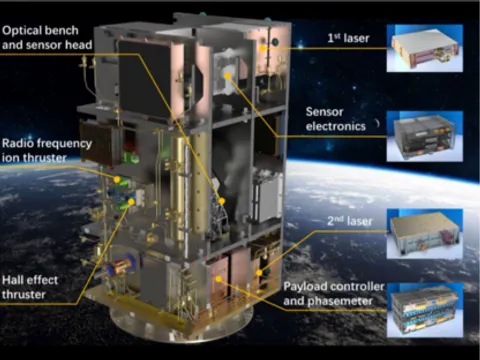 Optical bench
and sensor head
1st laser
Sensor
electronics
Radio frequency
ion thruster
2nd laser
Hall effect
thruster
Payload controller
and phasemeter